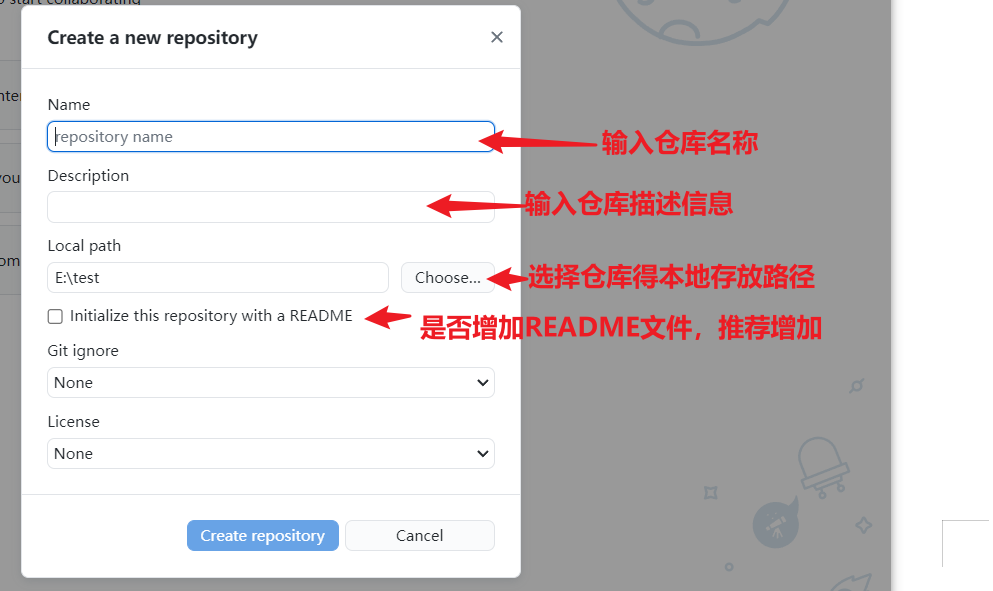 to start collaborating
Create a new repository
Name
repository name
输入仓库名称
Description
输入仓库描述信息
Local path
E:\test
Choose...
选择仓库得本地存放路径
Initialize this repository with a README
是否增加README文件，推荐增加
Git ignore
None
License
None
Create repository
Cancel